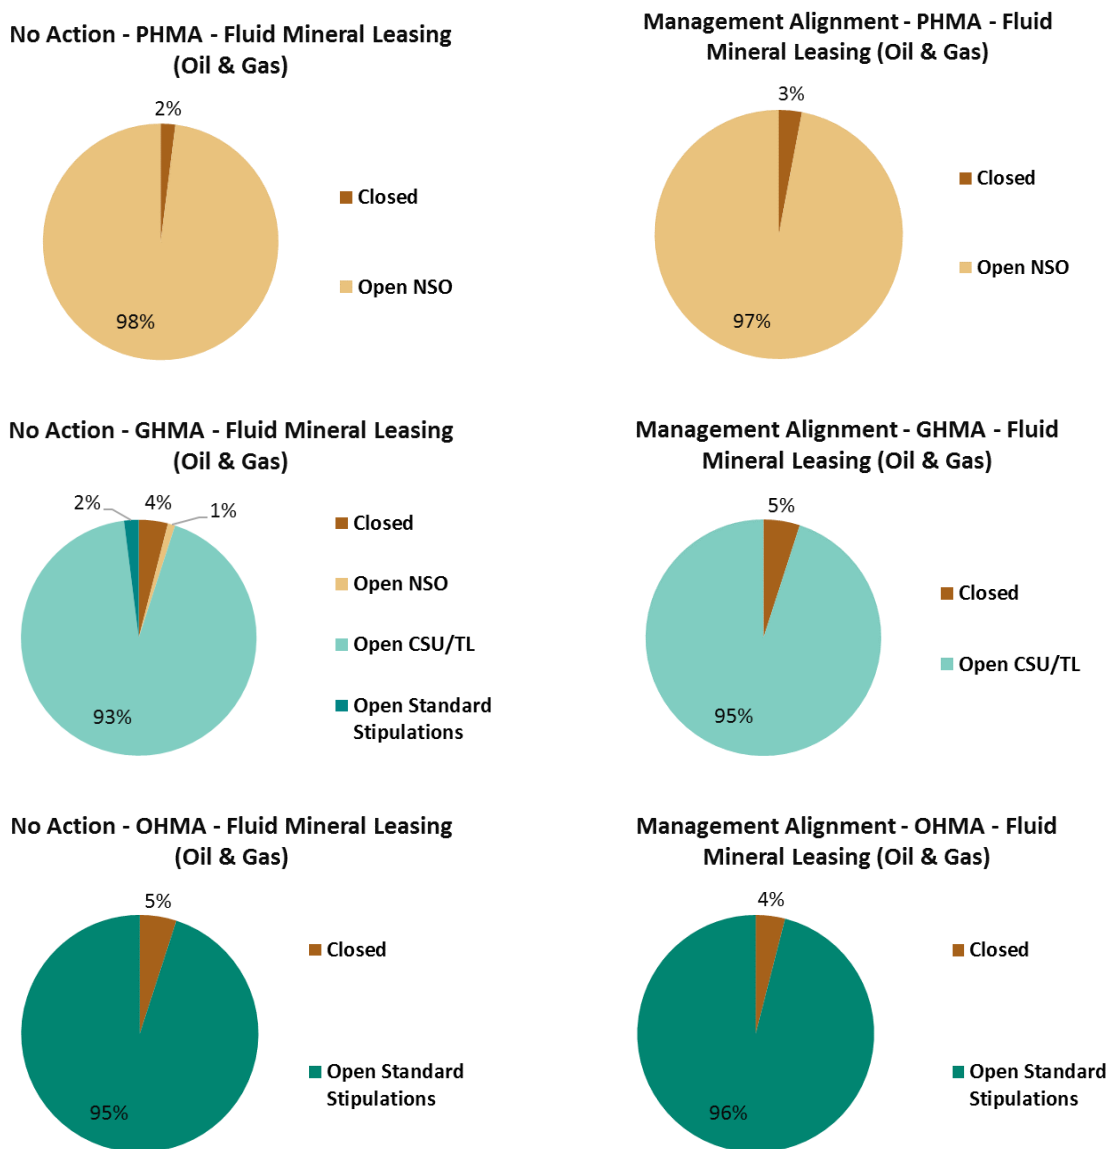 No Action - PHMA - Fluid Mineral Leasing
(Oil & Gas)
2%
98%
Closed
Open NSO
Management Alignment - PHMA - Fluid
Mineral Leasing (Oil & Gas)
3%
97%
Closed
Open NSO
No Action - GHMA - Fluid Mineral Leasing
(Oil & Gas)
2%
4%
1%
93%
Closed
Open NSO
Open CSU/TL
Open Standard
Stipulations
Management Alignment - GHMA - Fluid
Mineral Leasing (Oil & Gas)
5%
95%
Closed
Open CSU/TL
No Action - OHMA - Fluid Mineral Leasing
(Oil & Gas)
5%
95%
Closed
Open Standard
Stipulations
Management Alignment - OHMA - Fluid
Mineral Leasing (Oil & Gas)
4%
96%
Closed
Open Standard
Stipulations